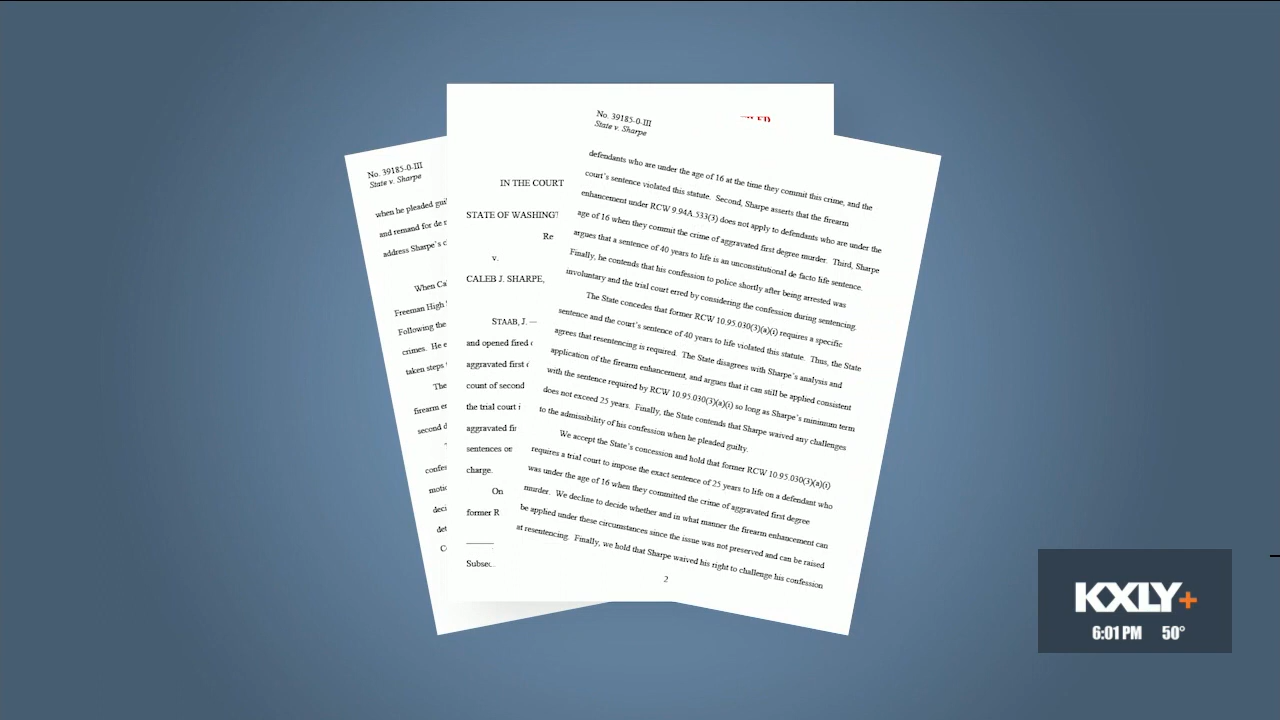 No. 39185-0-III
State v. Sharpe
when he pleaded
and remand for de
address Sharpe's
When
Freeman High
Following the
crimes. He
taken steps
The
firearm
second
IN THE COURT
STATE OF
Re
v.
CALEB J. SHARPE,
STAAB, J. —
and opened fired
aggravated first
count of second
the trial court
aggravated
sentences
charge.
On
former R
No. 39185-0-III
State v. Sharpe
defendants who are under the age of 16 at the time they commit this crime, and the
court's sentence violated this statute. Second, Sharpe asserts that the firearm
enhancement under RCW 9.94A.533(3) does not apply to defendants who are under the
age of 16 when they commit the crime of aggravated first degree murder. Third, Sharpe
argues that a sentence of 40 years to life is an unconstitutional de facto life sentence.
Finally, he contends that his confession to police shortly after being arrested was
involuntary and the trial court erred by considering the confession during sentencing.
The State concedes that former RCW 10.95.030(3)(a)(i) requires a specific
sentence and the court's sentence of 40 years to life violated this statute. Thus, the State
agrees that resentencing is required. The State disagrees with Sharpe's analysis and
application of the firearm enhancement, and argues that it can still be applied consistent
with the sentence required by RCW 10.95.030(3)(a)(i) so long as Sharpe's minimum term
does not exceed 25 years. Finally, the State contends that Sharpe waived any challenges
to the admissibility of his confession when he pleaded guilty.
We accept the State's concession and hold that former RCW 10.95.030(3)(a)(i)
requires a trial court to impose the exact sentence of 25 years to life on a defendant who
was under the age of 16 when they committed the crime of aggravated first degree
murder. We decline to decide whether and in what manner the firearm enhancement can
be applied under these circumstances since the issue was not preserved and can be raised
at resentencing. Finally, we hold that Sharpe waived his right to challenge his confession
2
KXLY+
6:01 PM 50°